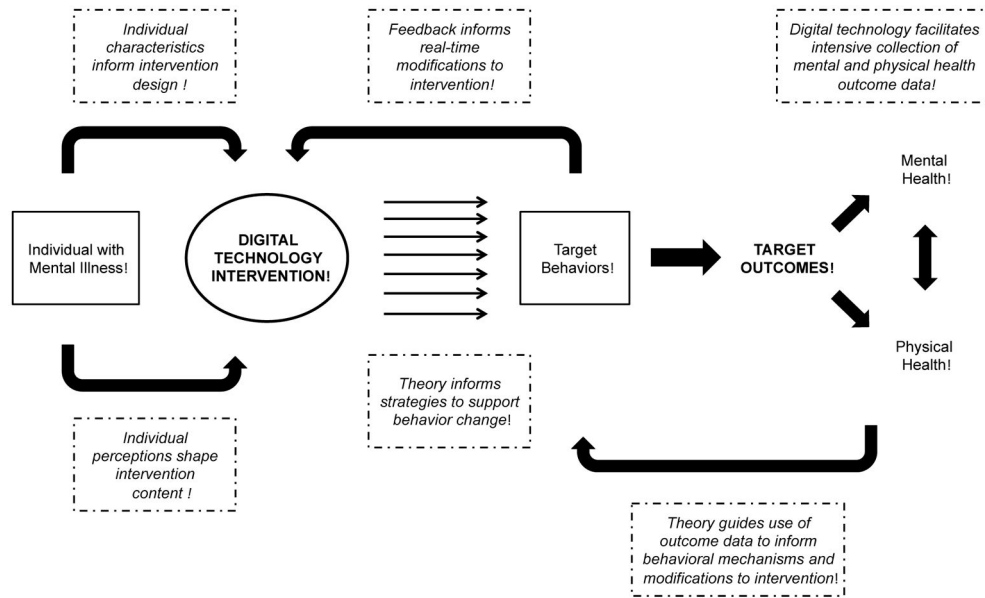 Individual
characteristics
inform intervention
design !
Feedback informs
real-time
modifications to
intervention!
Digital technology facilitates
intensive collection of
mental and physical health
outcome data!
Individual with
Mental Illness!
DIGITAL
TECHNOLOGY
INTERVENTION!
Target
Behaviors!
TARGET
OUTCOMES!
Mental
Health!
Physical
Health!
Individual
perceptions shape
intervention
content !
Theory informs
strategies to support
behavior change!
Theory guides use of
outcome data to inform
behavioral mechanisms and
modifications to intervention!